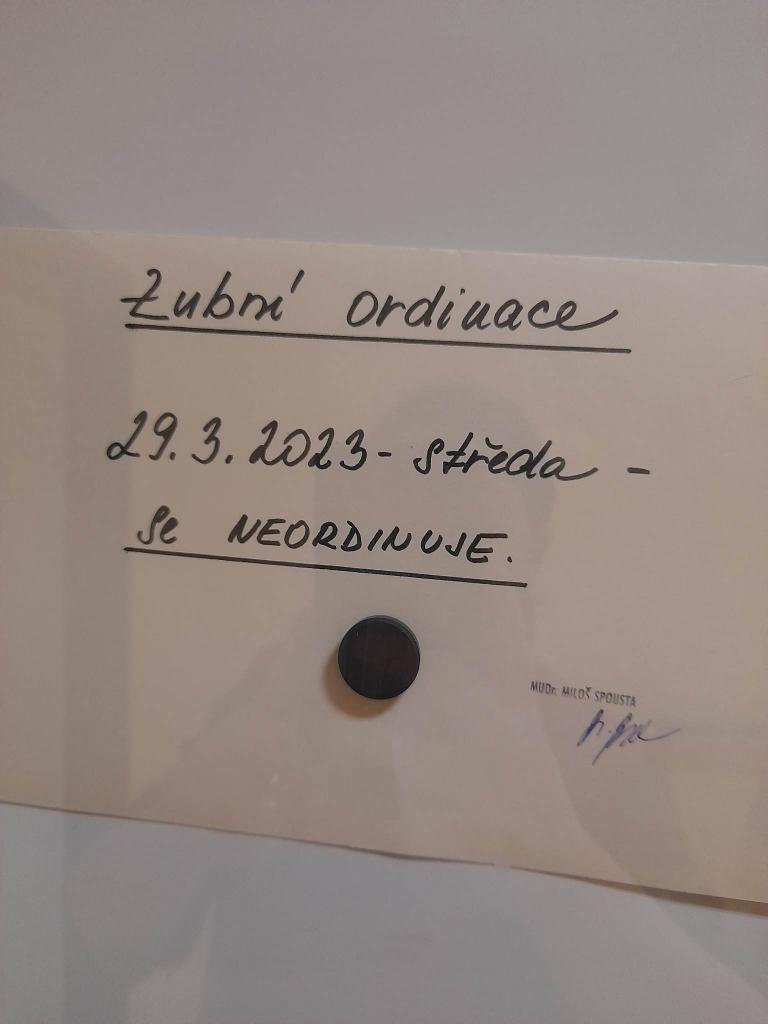 Zubní ordinace
29.3.2023 - středa -
se NEORDINUJE.
MUDr. MILOŠ SPOUSTA